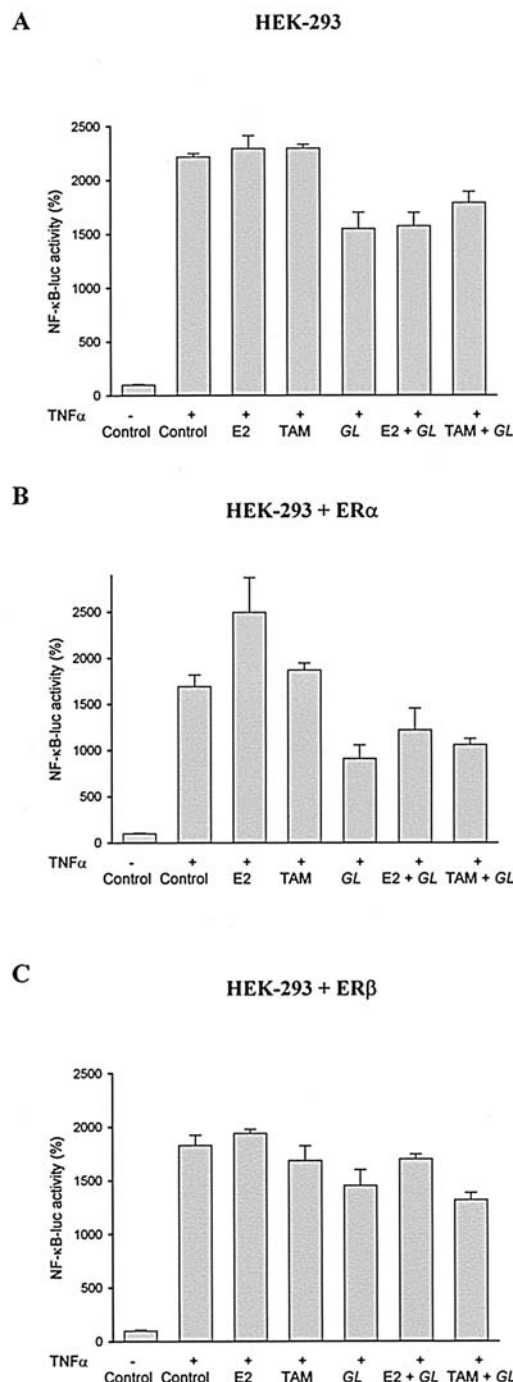 A
HEK-293
NF-κB-luc activity (%)
2500
2000
1500
1000
500
0
TNFα - + + + + + +
Control Control E2 TAM GL E2 + GL TAM + GL
B
HEK-293 + ERα
NF-κB-luc activity (%)
2500
2000
1500
1000
500
0
TNFα - + + + + + +
Control Control E2 TAM GL E2 + GL TAM + GL
C
HEK-293 + ERβ
NF-κB-luc activity (%)
2500
2000
1500
1000
500
0
TNFα - + + + + + +
Control Control E2 TAM GL E2 + GL TAM + GL